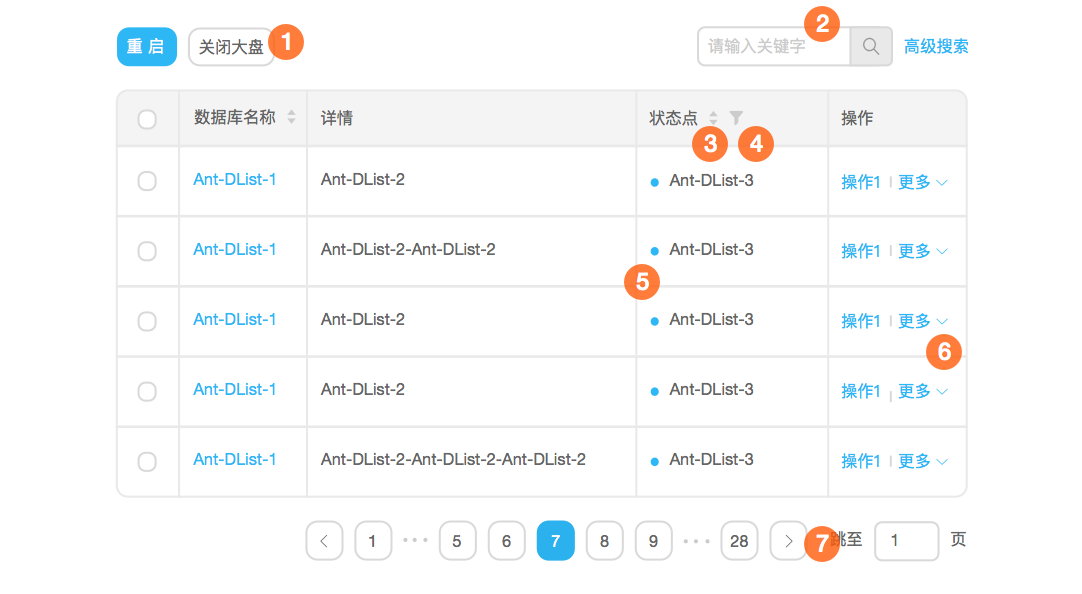 重启 关闭大盘 1 请输入关键字 2 高级搜索
数据库名称 详情 状态点 操作
3 4
Ant-DList-1 Ant-DList-2 Ant-DList-3 操作1 更多
Ant-DList-1 Ant-DList-2-Ant-DList-2 Ant-DList-3 操作1 更多
5
Ant-DList-1 Ant-DList-2 Ant-DList-3 操作1 更多
6
Ant-DList-1 Ant-DList-2 Ant-DList-3 操作1 更多
Ant-DList-1 Ant-DList-2-Ant-DList-2-Ant-DList-2 Ant-DList-3 操作1 更多
1 ••• 5 6 7 8 9 ••• 28 7 跳至 1 页